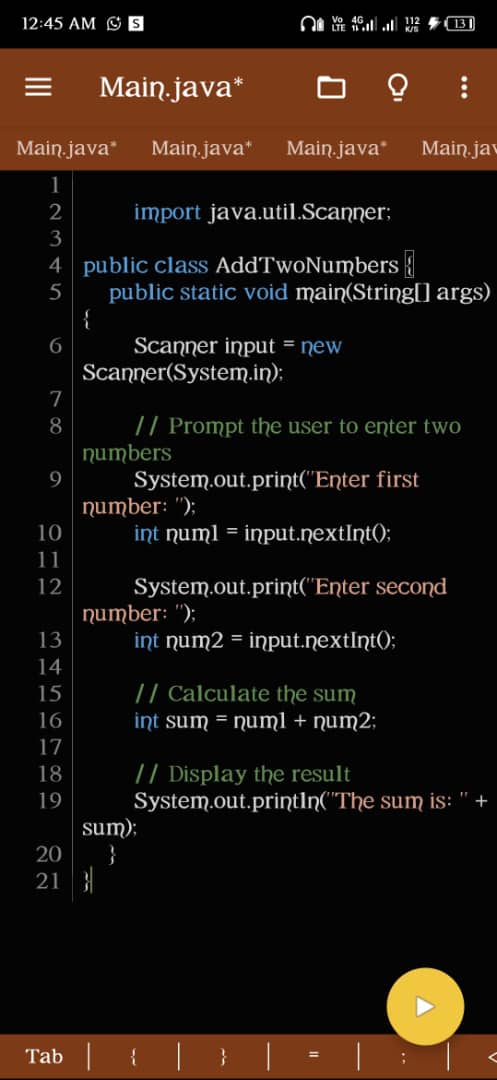 12:45 AM S Vo LTE 4G 112 K/S 13
Main.java*
Main.java* Main.java* Main.java* Main.jav
1
2 import java.util.Scanner;
3
4 public class AddTwoNumbers {
5 public static void main(String[] args)
{
6 Scanner input = new
Scanner(System.in);
7
8 // Prompt the user to enter two
numbers
9 System.out.print("Enter first
number: ");
10 int num1 = input.nextInt();
11
12 System.out.print("Enter second
number: ");
13 int num2 = input.nextInt();
14
15 // Calculate the sum
16 int sum = num1 + num2;
17
18 // Display the result
19 System.out.println("The sum is: " +
sum);
20 }
21 }
Tab { } = ; <